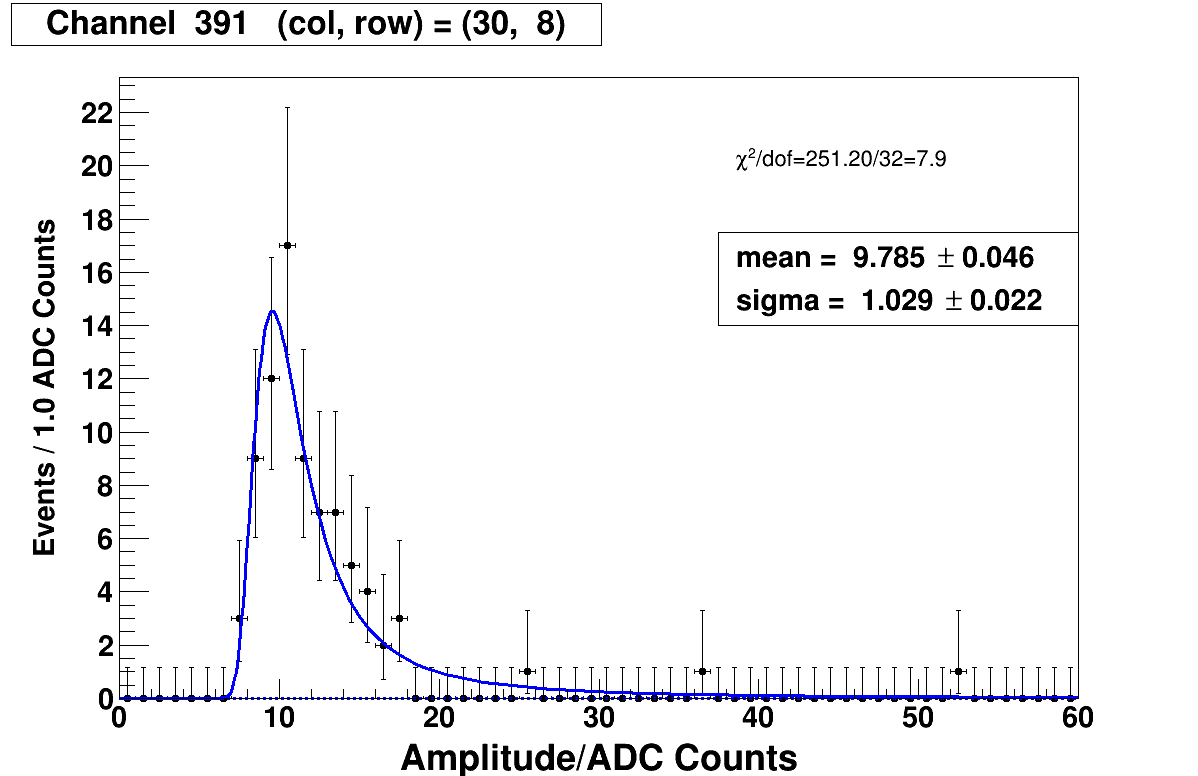 Channel 391 (col, row) = (30, 8)
22
20
18
16
14
12
10
8
6
4
2
0
Events / 1.0 ADC Counts
χ²/dof=251.20/32=7.9
mean = 9.785 ± 0.046
sigma = 1.029 ± 0.022
0 10 20 30 40 50 60
Amplitude/ADC Counts